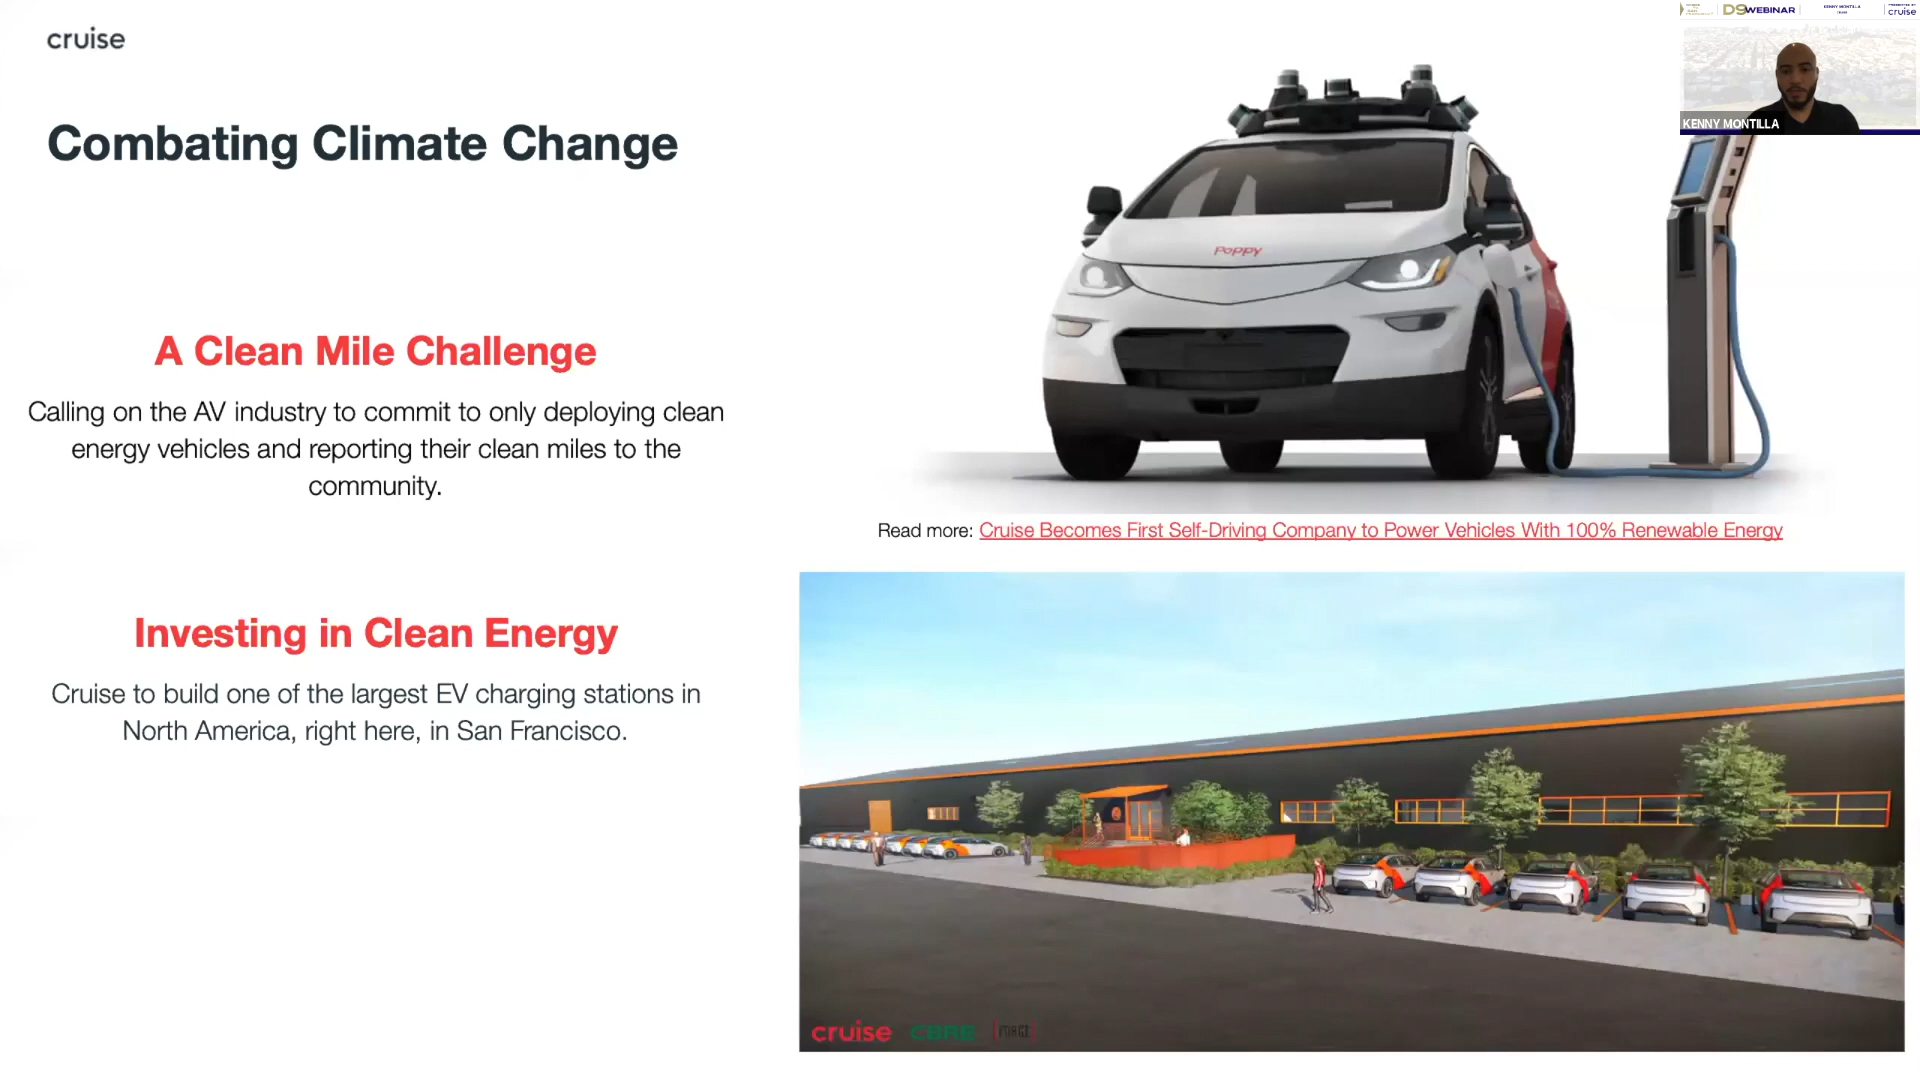 cruise
Combating Climate Change
A Clean Mile Challenge
Calling on the AV industry to commit to only deploying clean
energy vehicles and reporting their clean miles to the
community.
Investing in Clean Energy
Cruise to build one of the largest EV charging stations in
North America, right here, in San Francisco.
Poppy
Read more: Cruise Becomes First Self-Driving Company to Power Vehicles With 100% Renewable Energy
cruise CBRE
D9 WEBINAR
KENNY MONTILLA
cruise
KENNY MONTILLA